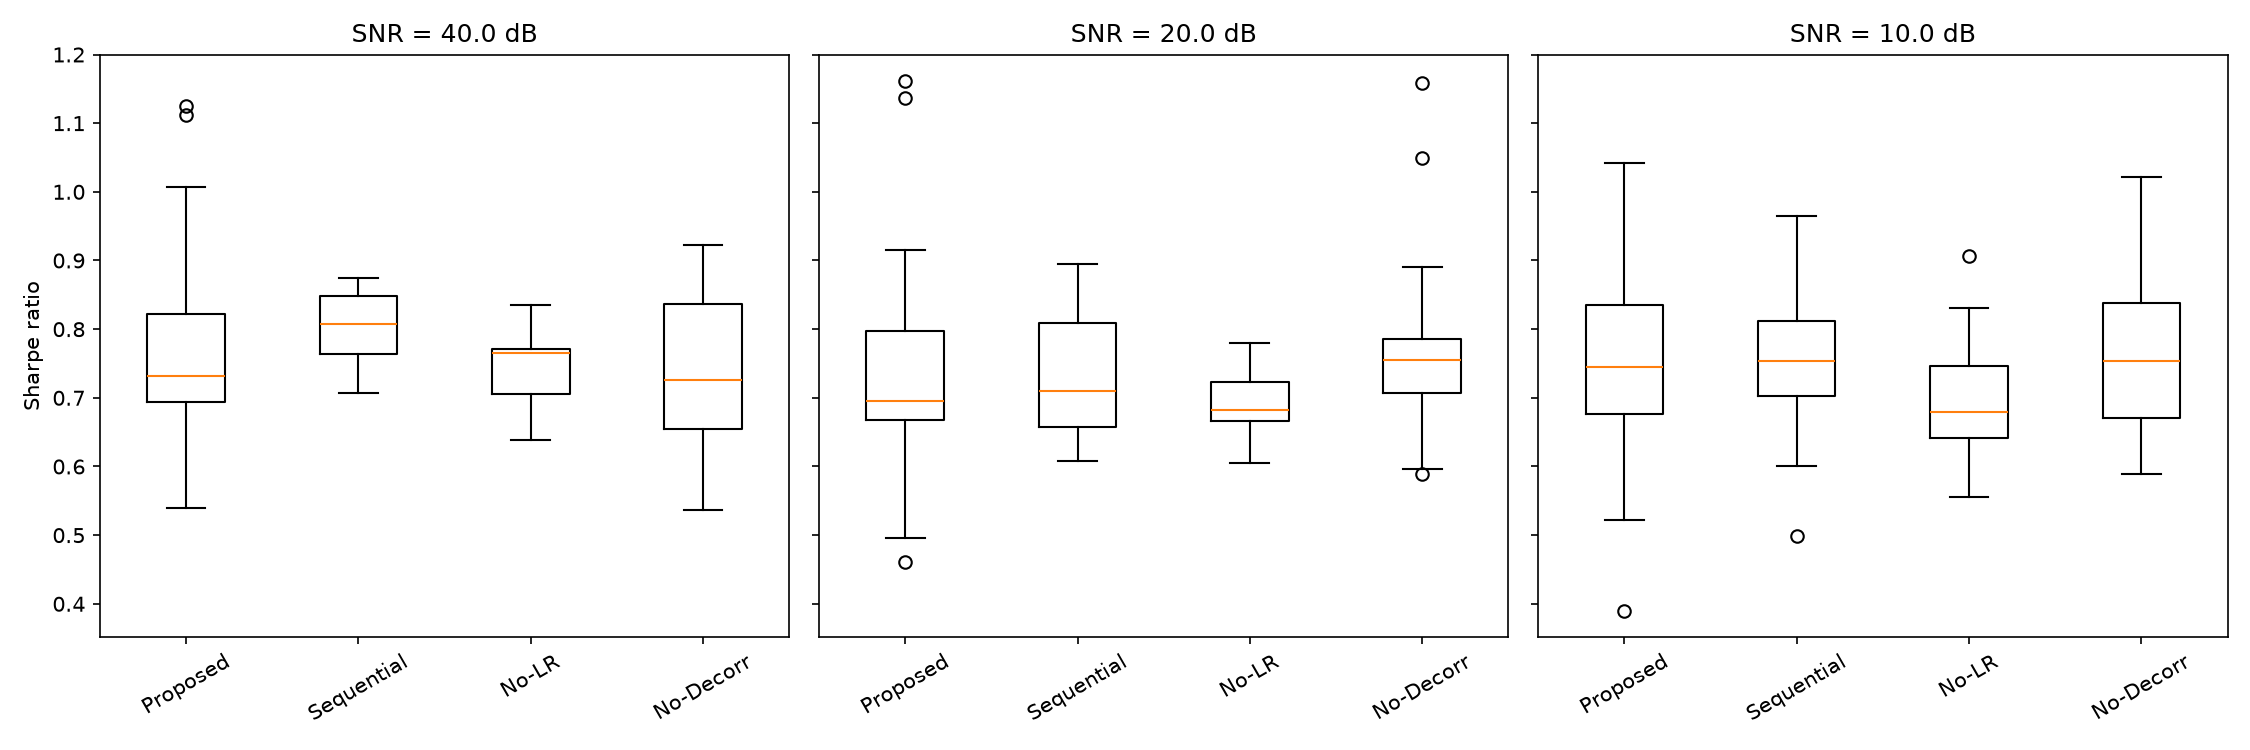 SNR = 40.0 dB
SNR = 20.0 dB
SNR = 10.0 dB
Sharpe ratio
1.2
1.1
1.0
0.9
0.8
0.7
0.6
0.5
0.4
Proposed
Sequential
No-LR
No-Decorr
Proposed
Sequential
No-LR
No-Decorr
Proposed
Sequential
No-LR
No-Decorr